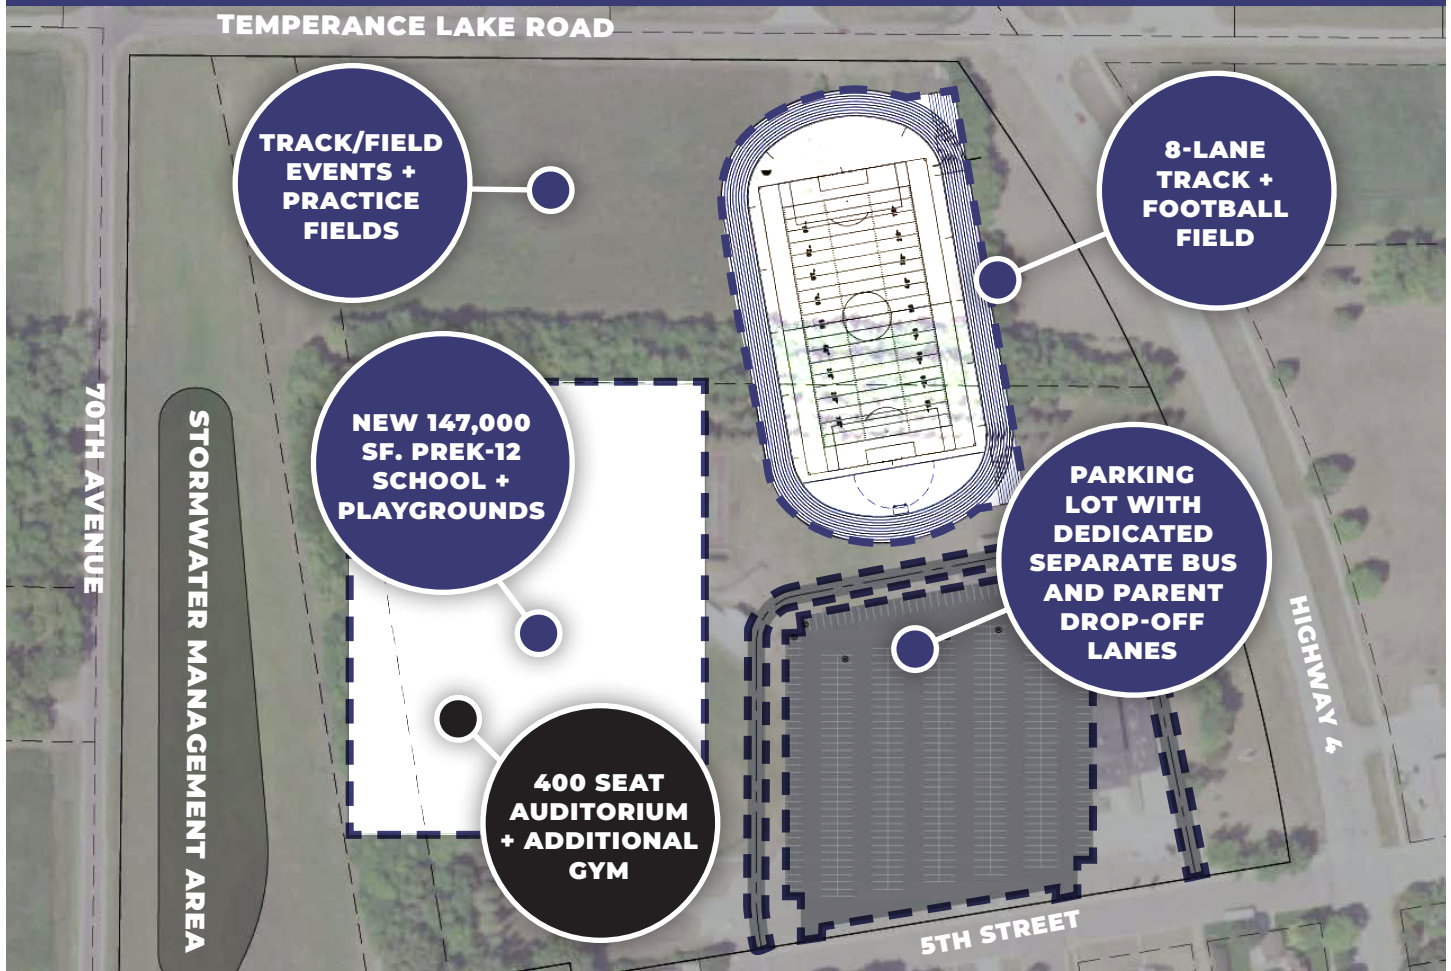 TEMPERANCE LAKE ROAD
TRACK/FIELD
EVENTS +
PRACTICE
FIELDS
8-LANE
TRACK +
FOOTBALL
FIELD
70TH AVENUE
STORMWATER MANAGEMENT AREA
NEW 147,000
SF. PREK-12
SCHOOL +
PLAYGROUNDS
PARKING
LOT WITH
DEDICATED
SEPARATE BUS
AND PARENT
DROP-OFF
LANES
HIGHWAY 4
400 SEAT
AUDITORIUM
+ ADDITIONAL
GYM
5TH STREET